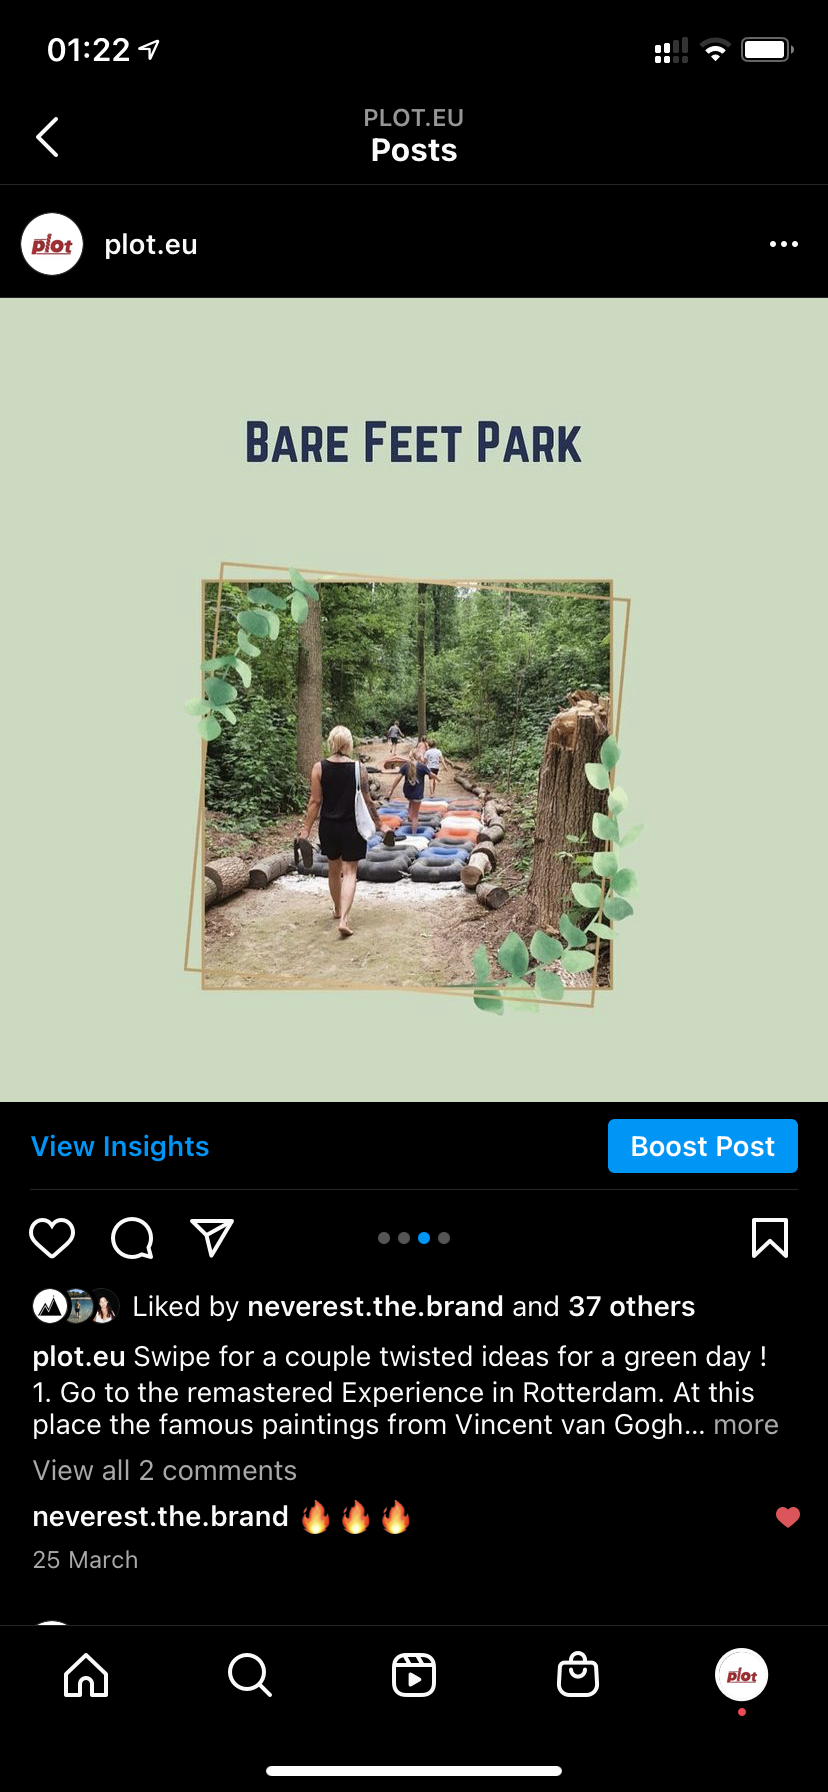 01:22
PLOT.EU
Posts
plot
plot.eu
BARE FEET PARK
View Insights
Boost Post
Liked by neverest.the.brand and 37 others
plot.eu Swipe for a couple twisted ideas for a green day !
1. Go to the remastered Experience in Rotterdam. At this
place the famous paintings from Vincent van Gogh... more
View all 2 comments
neverest.the.brand 🔥🔥🔥
25 March
plot